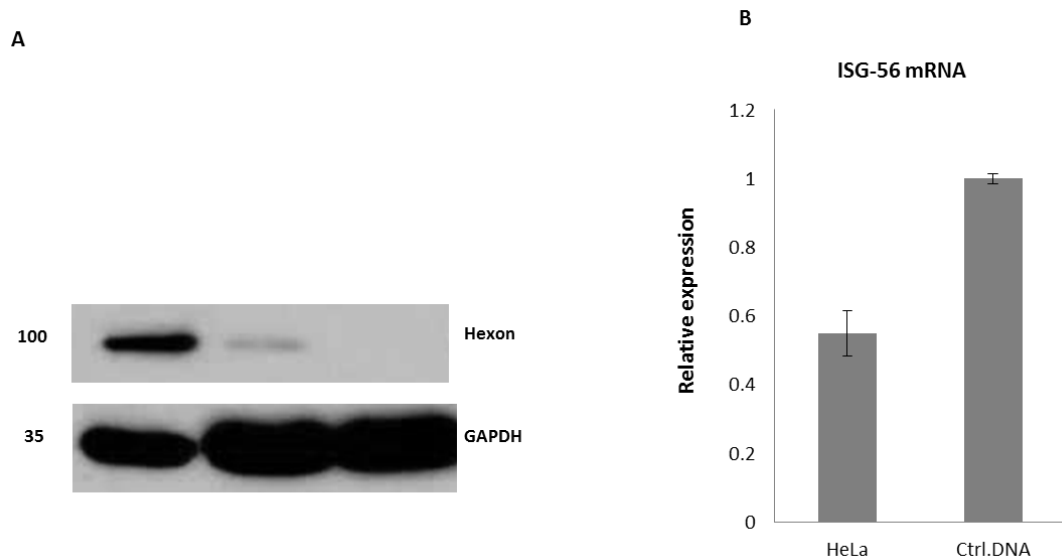 A
100
Hexon
35
GAPDH
B
ISG-56 mRNA
Relative expression
1.2
1
0.8
0.6
0.4
0.2
0
HeLa
Ctrl.DNA